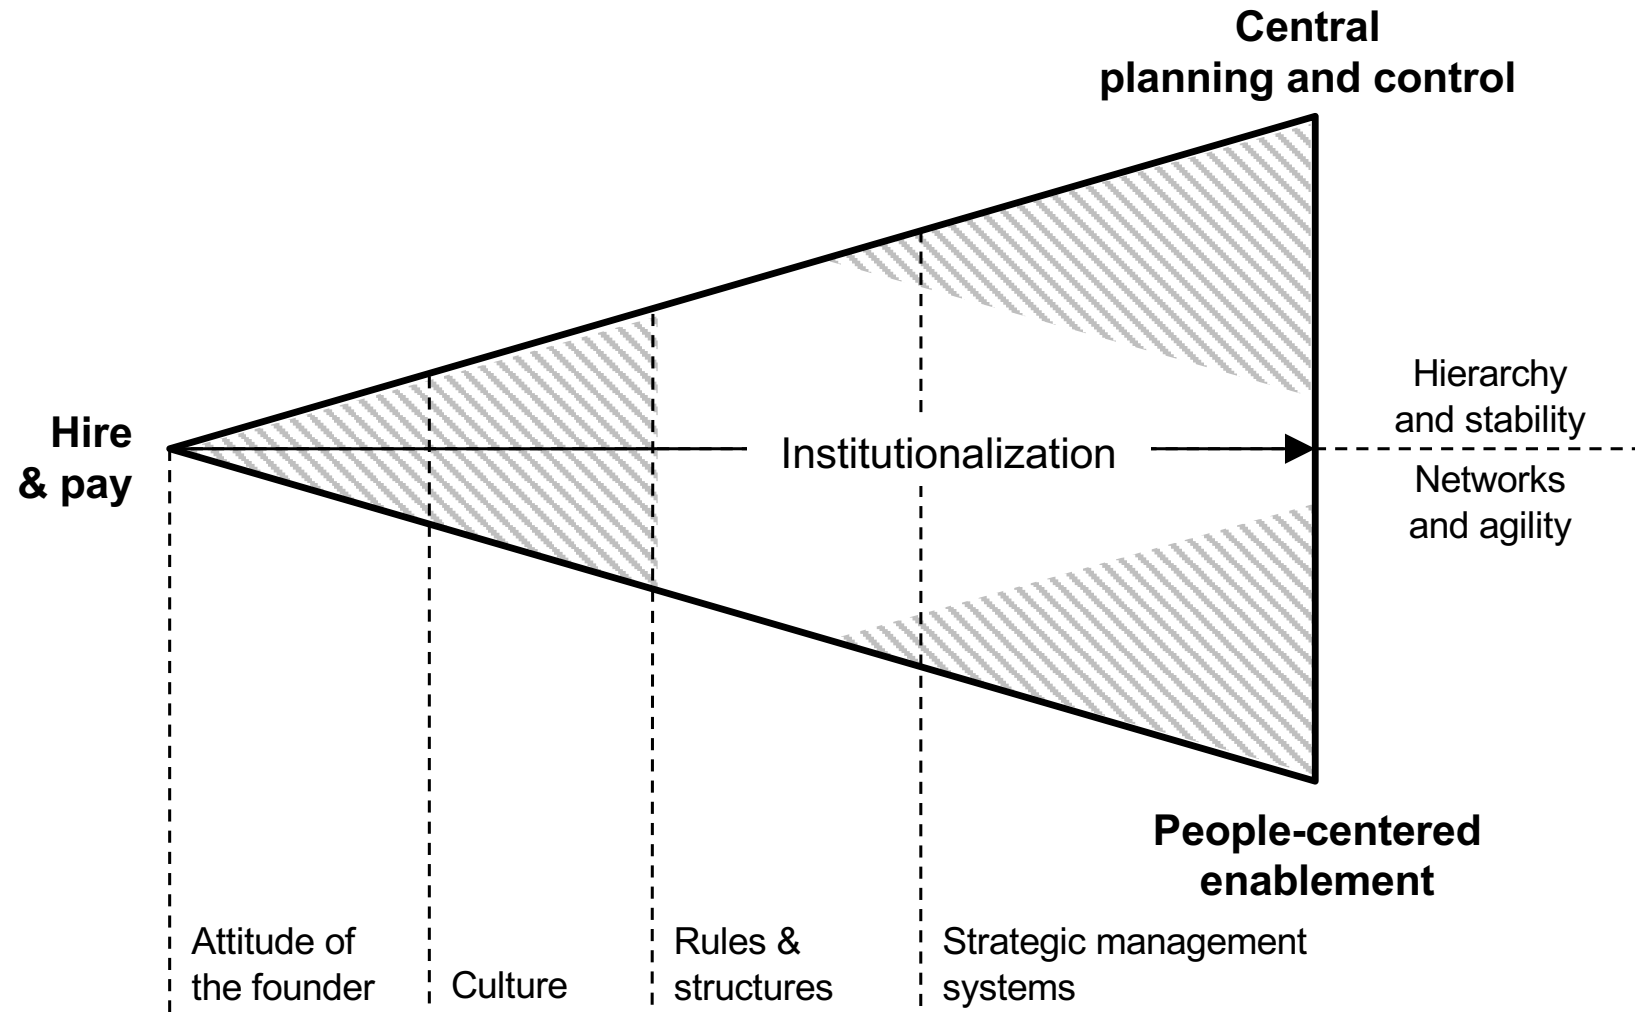 Central
planning and control
Hierarchy
and stability
Hire
& pay
Institutionalization
Networks
and agility
People-centered
enablement
Attitude of
the founder
Culture
Rules &
structures
Strategic management
systems